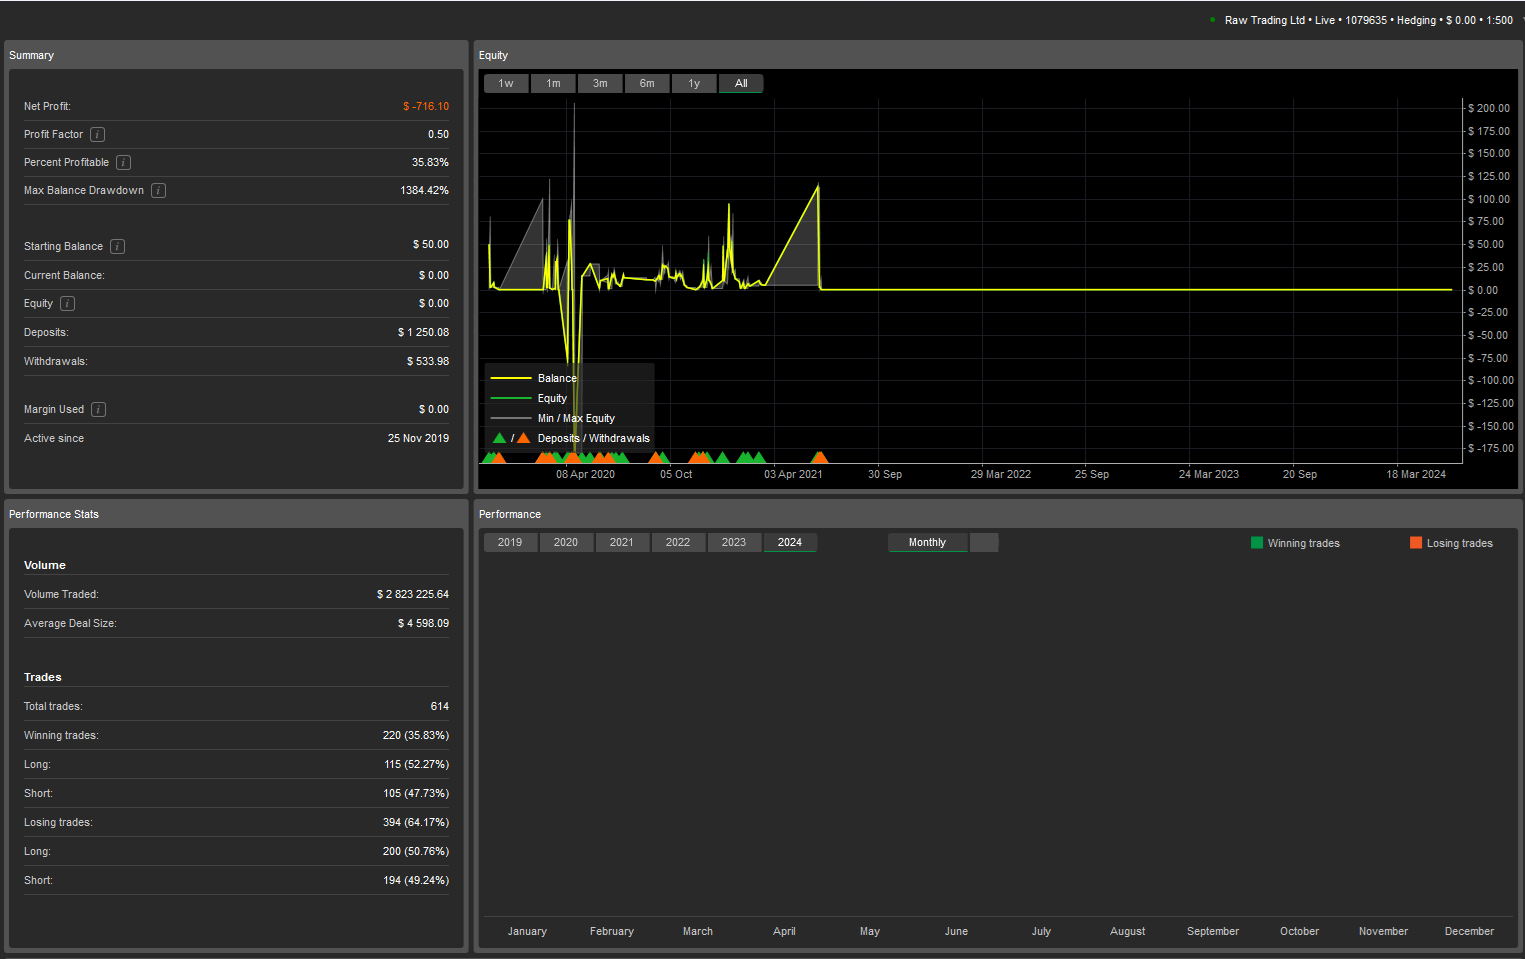 Raw Trading Ltd • Live • 1079635 • Hedging • $ 0.00 • 1:500
Summary
Net Profit: $ -716.10
Profit Factor i 0.50
Percent Profitable i 35.83%
Max Balance Drawdown i 1384.42%
Starting Balance i $ 50.00
Current Balance: $ 0.00
Equity i $ 0.00
Deposits: $ 1 250.08
Withdrawals: $ 533.98
Margin Used i $ 0.00
Active since 25 Nov 2019
Equity
1w 1m 3m 6m 1y All
$ 200.00
$ 175.00
$ 150.00
$ 125.00
$ 100.00
$ 75.00
$ 50.00
$ 25.00
$ 0.00
$ -25.00
$ -50.00
$ -75.00
$ -100.00
$ -125.00
$ -150.00
$ -175.00
Balance
Equity
Min / Max Equity
/ Deposits / Withdrawals
08 Apr 2020 05 Oct 03 Apr 2021 30 Sep 29 Mar 2022 25 Sep 24 Mar 2023 20 Sep 18 Mar 2024
Performance Stats
Volume
Volume Traded: $ 2 823 225.64
Average Deal Size: $ 4 598.09
Trades
Total trades: 614
Winning trades: 220 (35.83%)
Long: 115 (52.27%)
Short: 105 (47.73%)
Losing trades: 394 (64.17%)
Long: 200 (50.76%)
Short: 194 (49.24%)
Performance
2019 2020 2021 2022 2023 2024 Monthly Winning trades Losing trades
January February March April May June July August September October November December